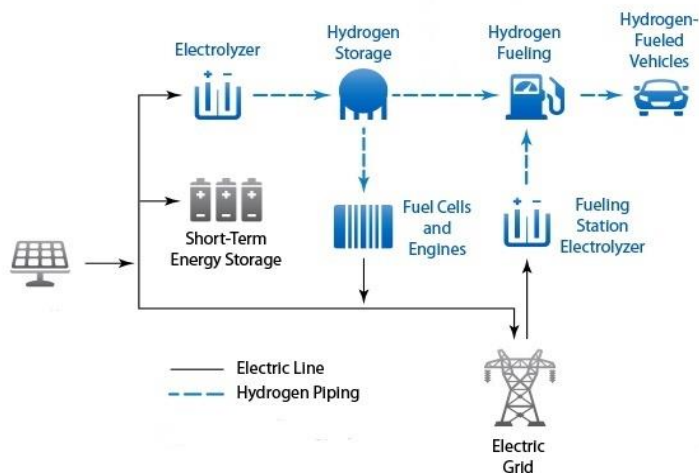 Electrolyzer
Hydrogen
Storage
Hydrogen
Fueling
Hydrogen-
Fueled
Vehicles
Short-Term
Energy Storage
Fuel Cells
and
Engines
Fueling
Station
Electrolyzer
Electric Line
Hydrogen Piping
Electric
Grid